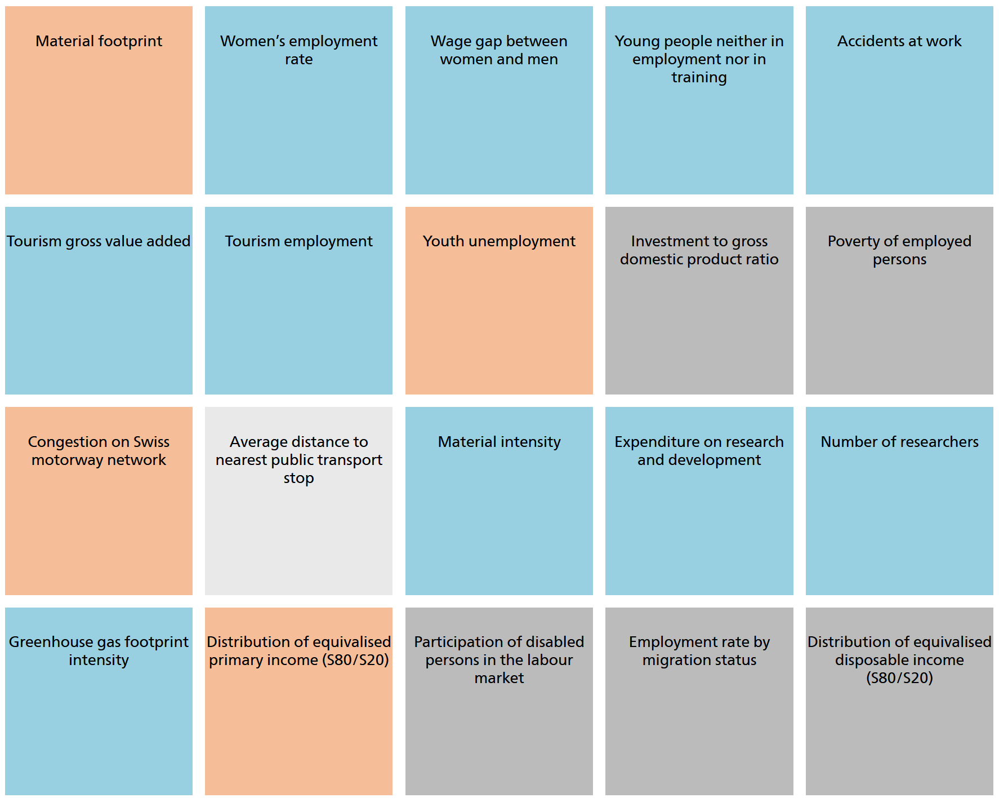 Material footprint
Women’s employment
rate
Wage gap between
women and men
Young people neither in
employment nor in
training
Accidents at work
Tourism gross value added
Tourism employment
Youth unemployment
Investment to gross
domestic product ratio
Poverty of employed
persons
Congestion on Swiss
motorway network
Average distance to
nearest public transport
stop
Material intensity
Expenditure on research
and development
Number of researchers
Greenhouse gas footprint
intensity
Distribution of equivalised
primary income (S80/S20)
Participation of disabled
persons in the labour
market
Employment rate by
migration status
Distribution of equivalised
disposable income
(S80/S20)